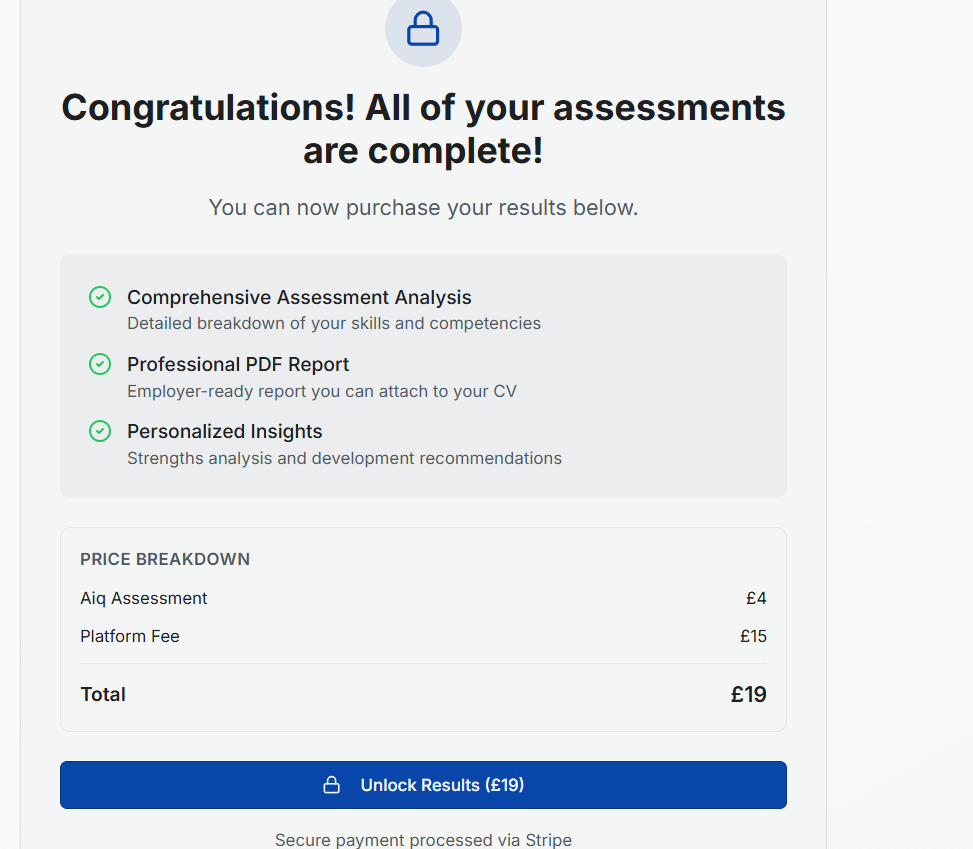 Congratulations! All of your assessments
are complete!
You can now purchase your results below.
Comprehensive Assessment Analysis
Detailed breakdown of your skills and competencies
Professional PDF Report
Employer-ready report you can attach to your CV
Personalized Insights
Strengths analysis and development recommendations
PRICE BREAKDOWN
Aiq Assessment £4
Platform Fee £15
Total £19
Unlock Results (£19)
Secure payment processed via Stripe